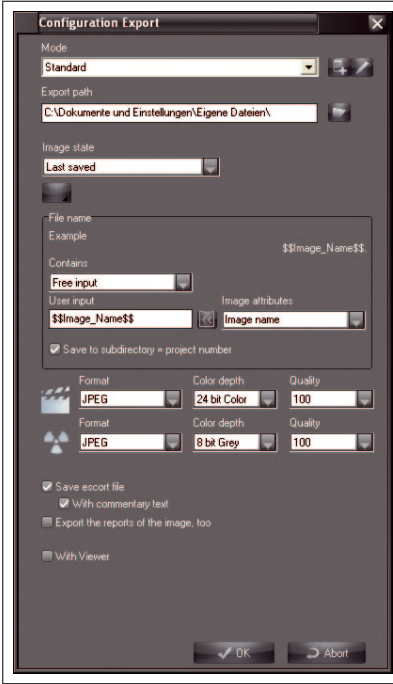 Configuration Export
Mode
Standard
Export path
C:\Dokumente und Einstellungen\Eigene Dateien\
Image state
Last saved
File name
Example
$$Image_Name$$.
Contains
Free input
User input Image attributes
$$Image_Name$$ << Image name
Save to subdirectory = project number
Format Color depth Quality
JPEG 24 bit Color 100
Format Color depth Quality
JPEG 8 bit Grey 100
Save escort file
With commentary text
Export the reports of the image, too
With Viewer
OK Abort